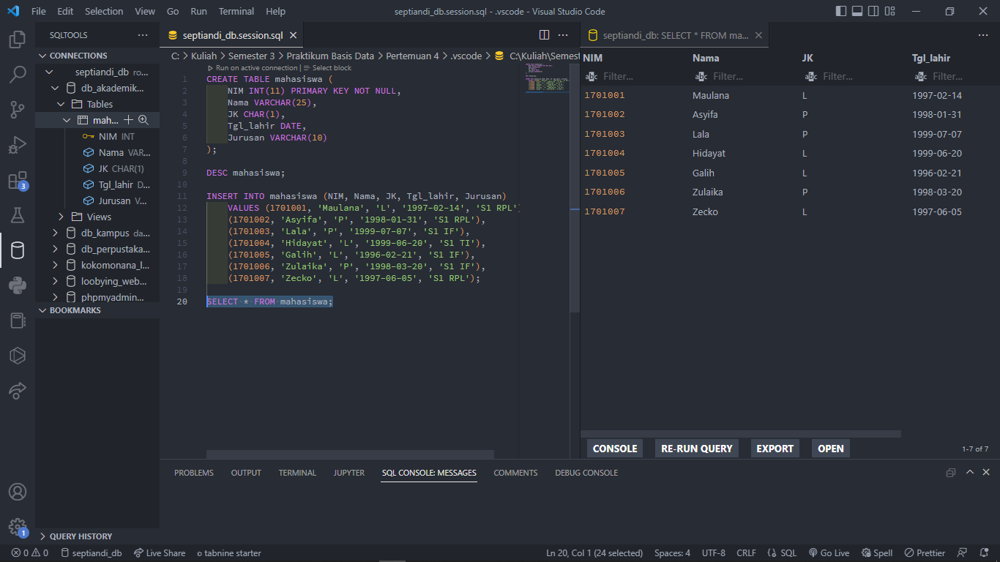 File Edit Selection View Go Run Terminal Help septiandi_db.session.sql - .vscode - Visual Studio Code
SQLTOOLS ···
CONNECTIONS
septiandi_db ro...
db_akademik...
Tables
mah...
NIM INT
Nama VAR...
JK CHAR(1)
Tgl_lahir D...
Jurusan V...
Views
db_kampus da...
db_perpustaka...
kokomonana_l...
loobying_web...
phpmyadmin...
BOOKMARKS
QUERY HISTORY
3
1
septiandi_db.session.sql
C: > Kuliah > Semester 3 > Praktikum Basis Data > Pertemuan 4 > .vscode > C:\Kuliah\Semest
Run on active connection | Select block
1 CREATE TABLE mahasiswa (
2 NIM INT(11) PRIMARY KEY NOT NULL,
3 Nama VARCHAR(25),
4 JK CHAR(1),
5 Tgl_lahir DATE,
6 Jurusan VARCHAR(10)
7 );
8
9 DESC mahasiswa;
10
11 INSERT INTO mahasiswa (NIM, Nama, JK, Tgl_lahir, Jurusan)
12 VALUES (1701001, 'Maulana', 'L', '1997-02-14', 'S1 RPL')
13 (1701002, 'Asyifa', 'P', '1998-01-31', 'S1 RPL'),
14 (1701003, 'Lala', 'P', '1999-07-07', 'S1 IF'),
15 (1701004, 'Hidayat', 'L', '1999-06-20', 'S1 TI'),
16 (1701005, 'Galih', 'L', '1996-02-21', 'S1 IF'),
17 (1701006, 'Zulaika', 'P', '1998-03-20', 'S1 IF'),
18 (1701007, 'Zecko', 'L', '1997-06-05', 'S1 RPL');
19
20 SELECT * FROM mahasiswa;
septiandi_db: SELECT * FROM ma...
NIM Nama JK Tgl_lahir
abc Filter... abc Filter... abc Filter... abc Filter...
1701001 Maulana L 1997-02-14
1701002 Asyifa P 1998-01-31
1701003 Lala P 1999-07-07
1701004 Hidayat L 1999-06-20
1701005 Galih L 1996-02-21
1701006 Zulaika P 1998-03-20
1701007 Zecko L 1997-06-05
CONSOLE RE-RUN QUERY EXPORT OPEN 1-7 of 7
PROBLEMS OUTPUT TERMINAL JUPYTER SQL CONSOLE: MESSAGES COMMENTS DEBUG CONSOLE
0 0 septiandi_db Live Share tabnine starter Ln 20, Col 1 (24 selected) Spaces: 4 UTF-8 CRLF SQL Go Live Spell Prettier